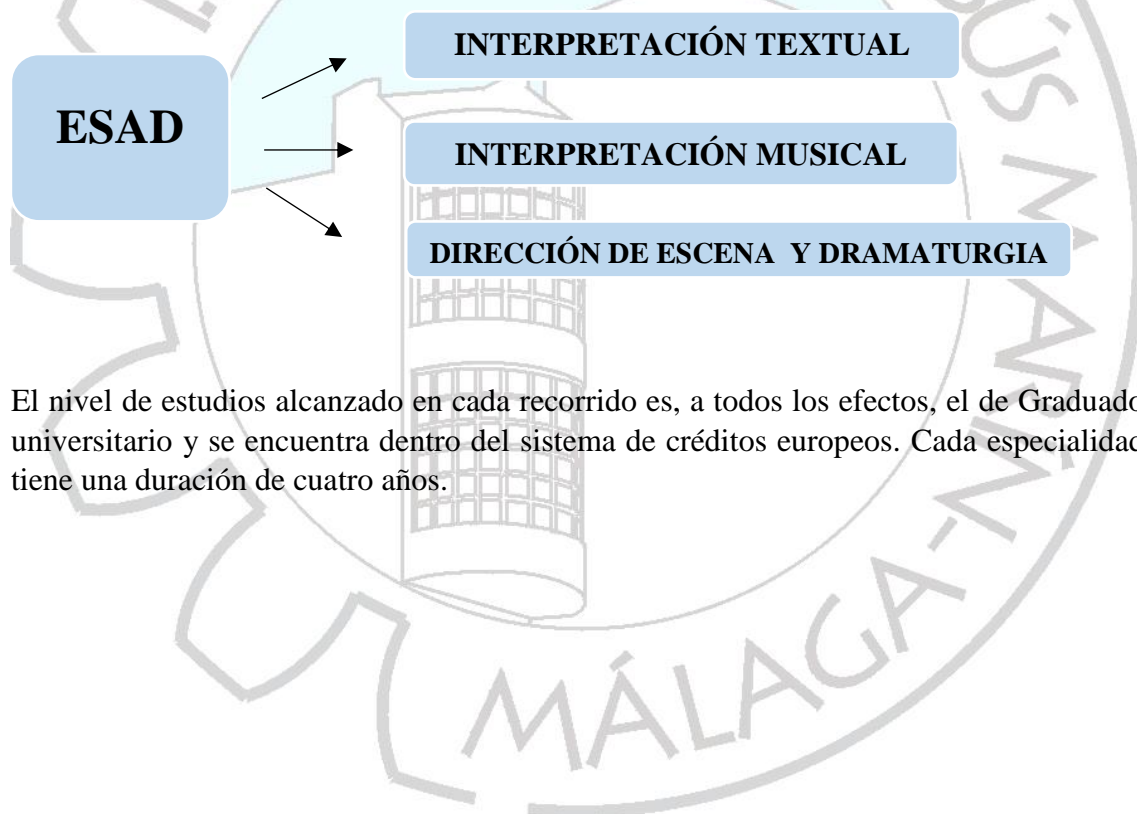 INTERPRETACIÓN TEXTUAL
ESAD
INTERPRETACIÓN MUSICAL
DIRECCIÓN DE ESCENA Y DRAMATURGIA
El nivel de estudios alcanzado en cada recorrido es, a todos los efectos, el de Graduado
universitario y se encuentra dentro del sistema de créditos europeos. Cada especialidad
tiene una duración de cuatro años.
MÁLAGA